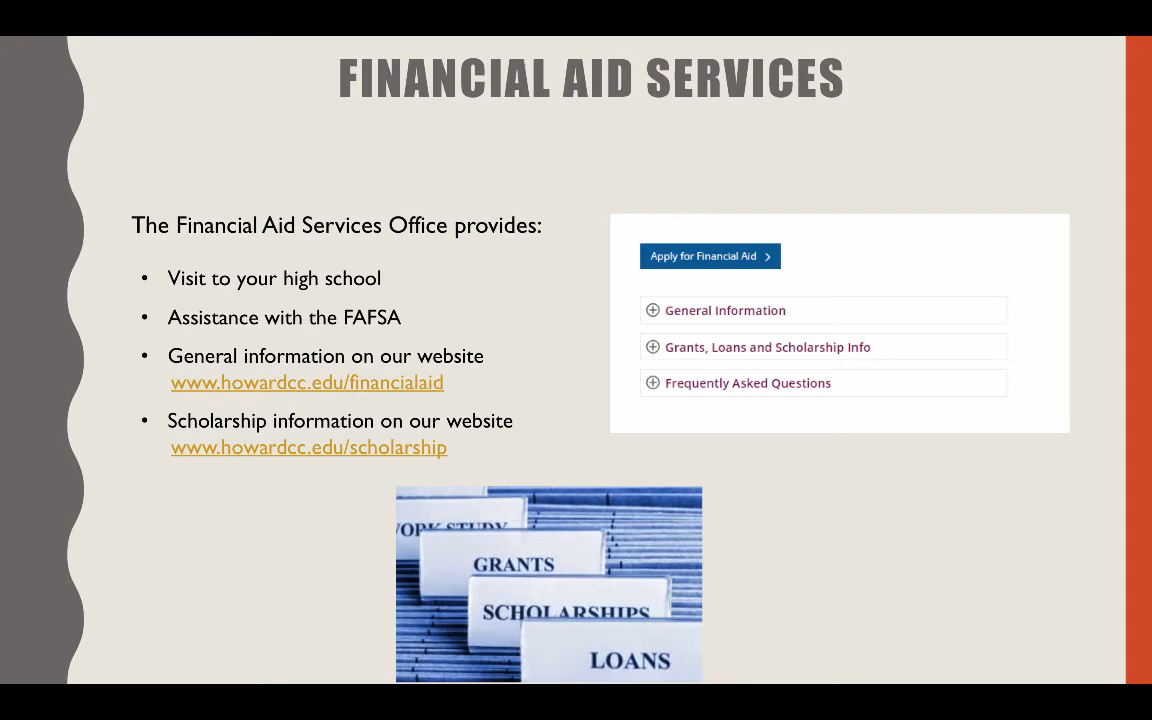 FINANCIAL AID SERVICES
The Financial Aid Services Office provides:
• Visit to your high school
• Assistance with the FAFSA
• General information on our website
www.howardcc.edu/financialaid
• Scholarship information on our website
www.howardcc.edu/scholarship
Apply for Financial Aid
General Information
Grants, Loans and Scholarship Info
Frequently Asked Questions
WORK STUDY
GRANTS
SCHOLARSHIPS
LOANS